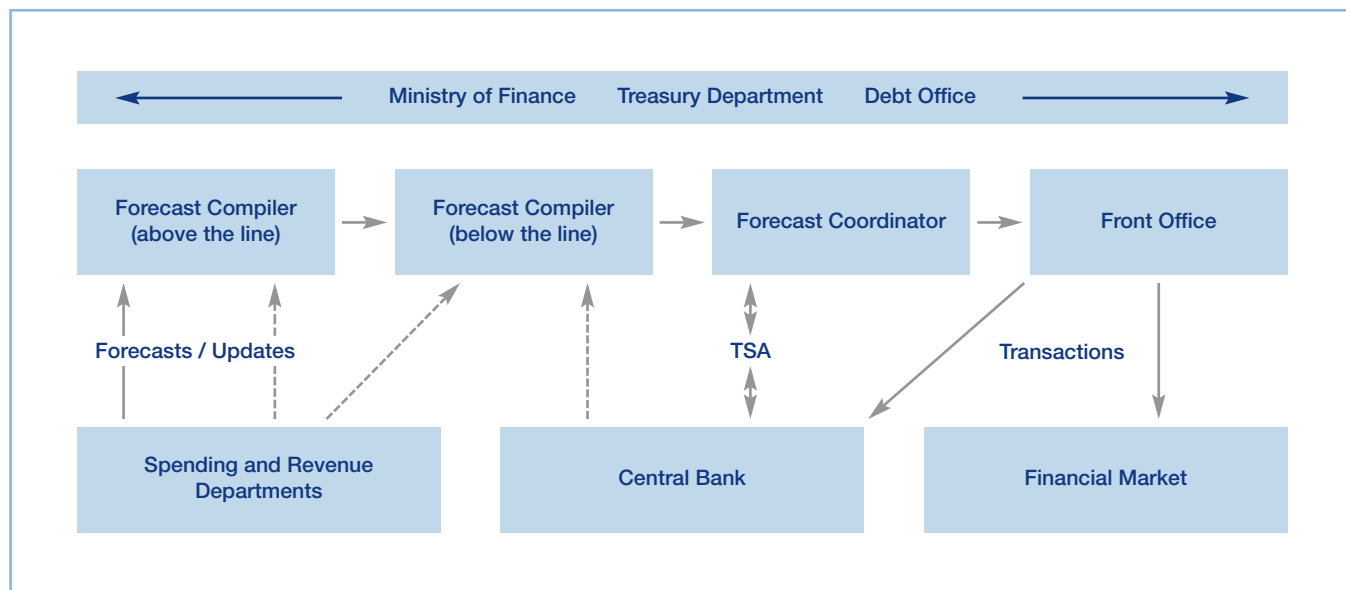 Ministry of Finance Treasury Department Debt Office
Forecast Compiler
(above the line)
Forecast Compiler
(below the line)
Forecast Coordinator
Front Office
Forecasts / Updates
TSA
Transactions
Spending and Revenue
Departments
Central Bank
Financial Market